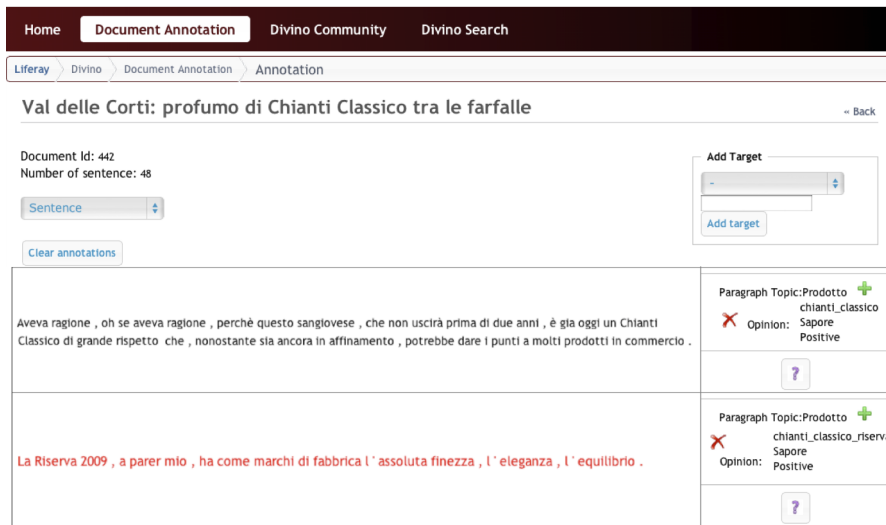 Home Document Annotation Divino Community Divino Search
Liferay Divino Document Annotation Annotation
Val delle Corti: profumo di Chianti Classico tra le farfalle
« Back
Document Id: 442
Number of sentence: 48
Sentence
Clear annotations
Add Target
-
Add target
Aveva ragione , oh se aveva ragione , perchè questo sangiovese , che non uscirà prima di due anni , è gia oggi un Chianti
Classico di grande rispetto che , nonostante sia ancora in affinamento , potrebbe dare i punti a molti prodotti in commercio .
Paragraph Topic:Prodotto
chianti_classico
Opinion: Sapore
Positive
?
La Riserva 2009 , a parer mio , ha come marchi di fabbrica l ' assoluta finezza , l ' eleganza , l ' equilibrio .
Paragraph Topic:Prodotto
chianti_classico_riserva
Sapore
Opinion: Positive
?